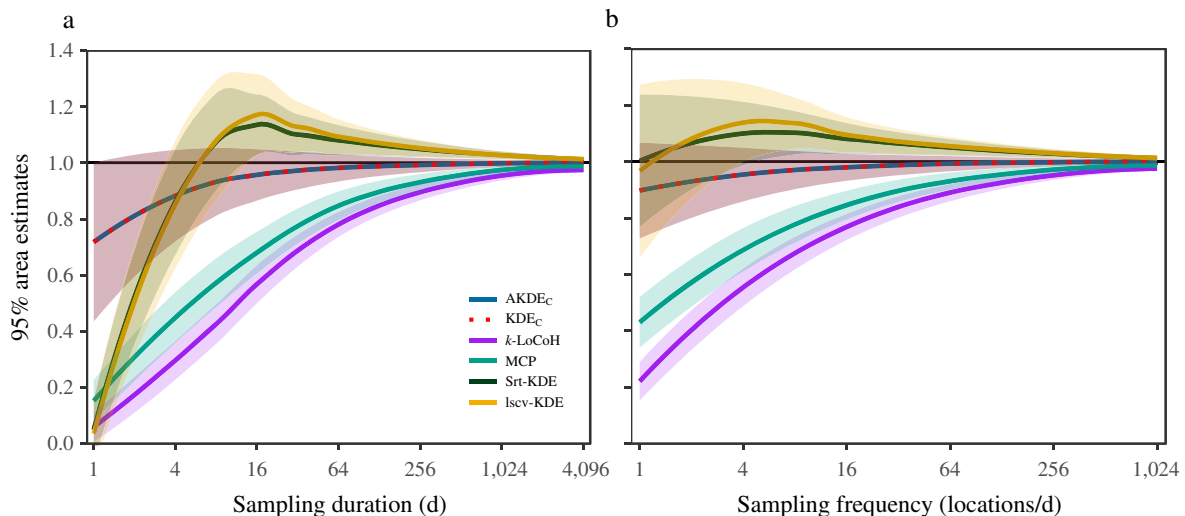 a
b
95% area estimates
1.4
1.2
1.0
0.8
0.6
0.4
0.2
0.0
AKDE_C
KDE_C
k-LoCoH
MCP
Srt-KDE
lscv-KDE
1 4 16 64 256 1,024 4,096
1 4 16 64 256 1,024
Sampling duration (d)
Sampling frequency (locations/d)